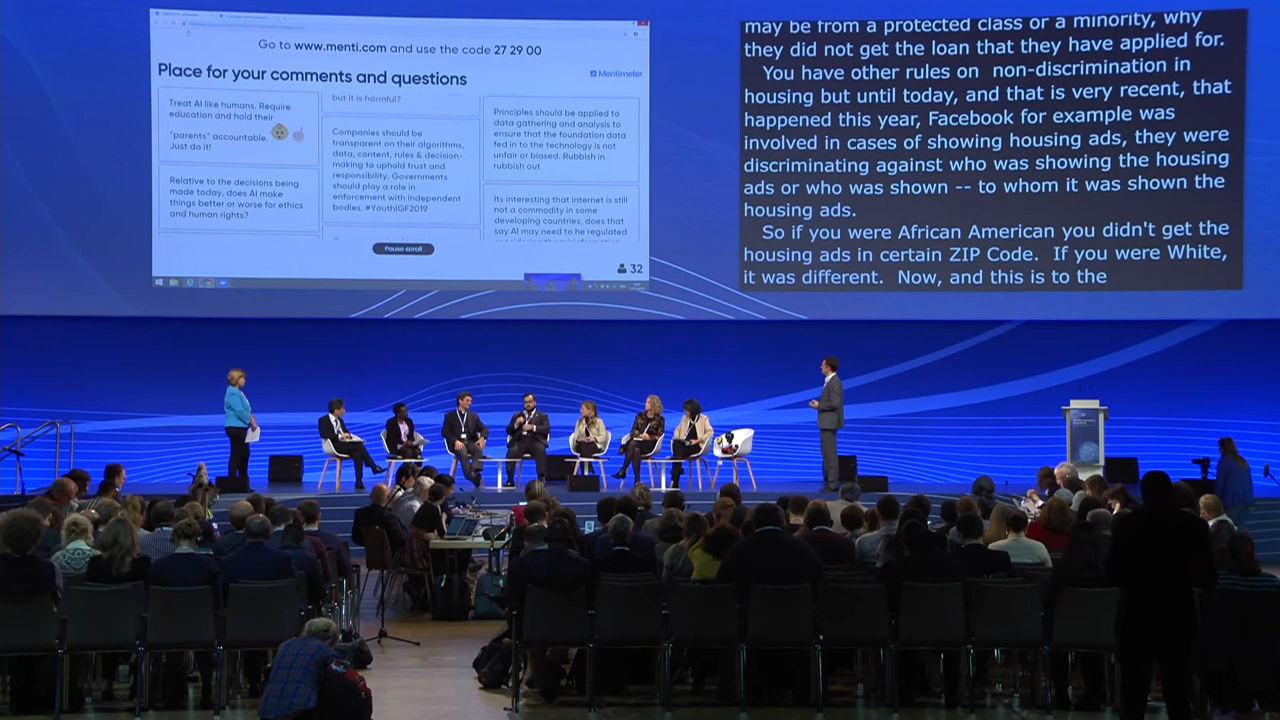 Go to www.menti.com and use the code 27 29 00
Place for your comments and questions
Mentimeter
Treat AI like humans. Require
education and hold their
"parents" accountable.
Just do it!
Relative to the decisions being
made today, does AI make
things better or worse for ethics
and human rights?
but it is harmful?
Companies should be
transparent on their algorithms,
data, content, rules & decision-
making to uphold trust and
responsibility. Governments
should play a role in
enforcement with independent
bodies. #YouthIGF2019
Principles should be applied to
data gathering and analysis to
ensure that the foundation data
fed in to the technology is not
unfair or biased. Rubbish in
rubbish out
Its interesting that internet is still
not a commodity in some
developing countries, does that
say AI may need to be regulated
Pause scroll
32
may be from a protected class or a minority, why
they did not get the loan that they have applied for.
You have other rules on non-discrimination in
housing but until today, and that is very recent, that
happened this year, Facebook for example was
involved in cases of showing housing ads, they were
discriminating against who was showing the housing
ads or who was shown -- to whom it was shown the
housing ads.
So if you were African American you didn't get the
housing ads in certain ZIP Code. If you were White,
it was different. Now, and this is to the